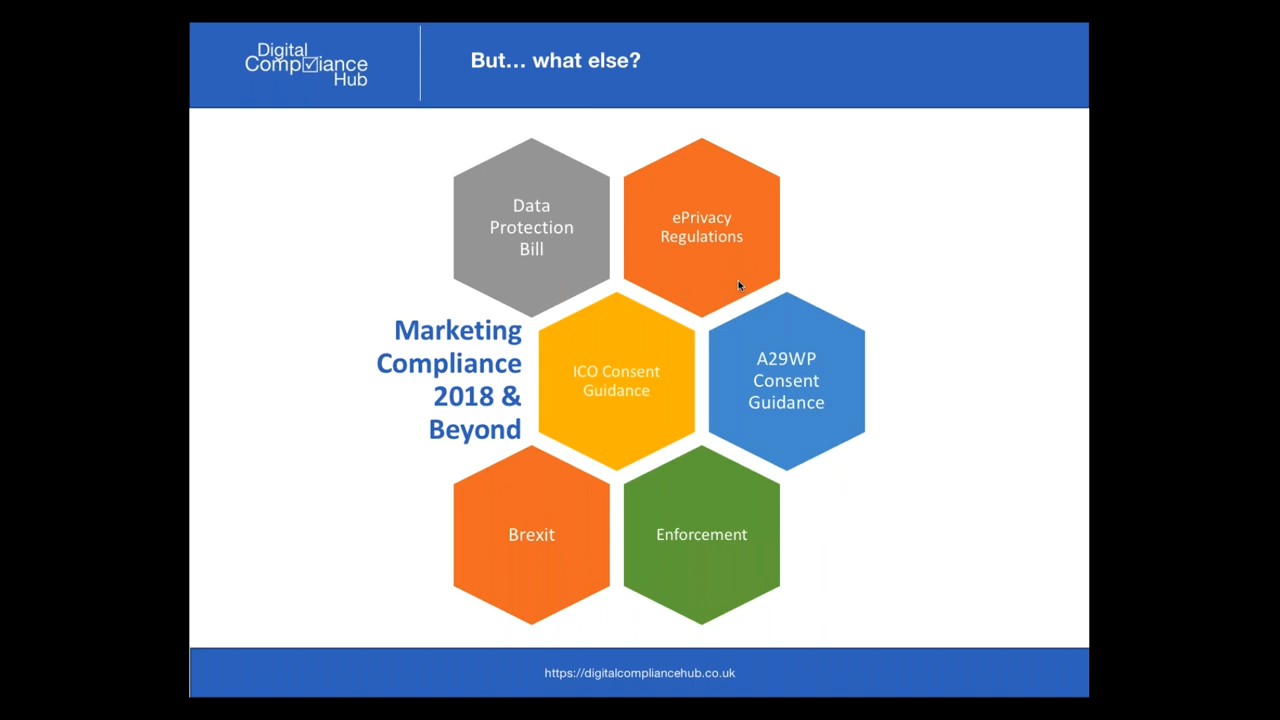 Digital
Compliance
Hub
But... what else?
Data
Protection
Bill
ePrivacy
Regulations
Marketing
Compliance
2018 &
Beyond
ICO Consent
Guidance
A29WP
Consent
Guidance
Brexit
Enforcement
https://digitalcompliancehub.co.uk